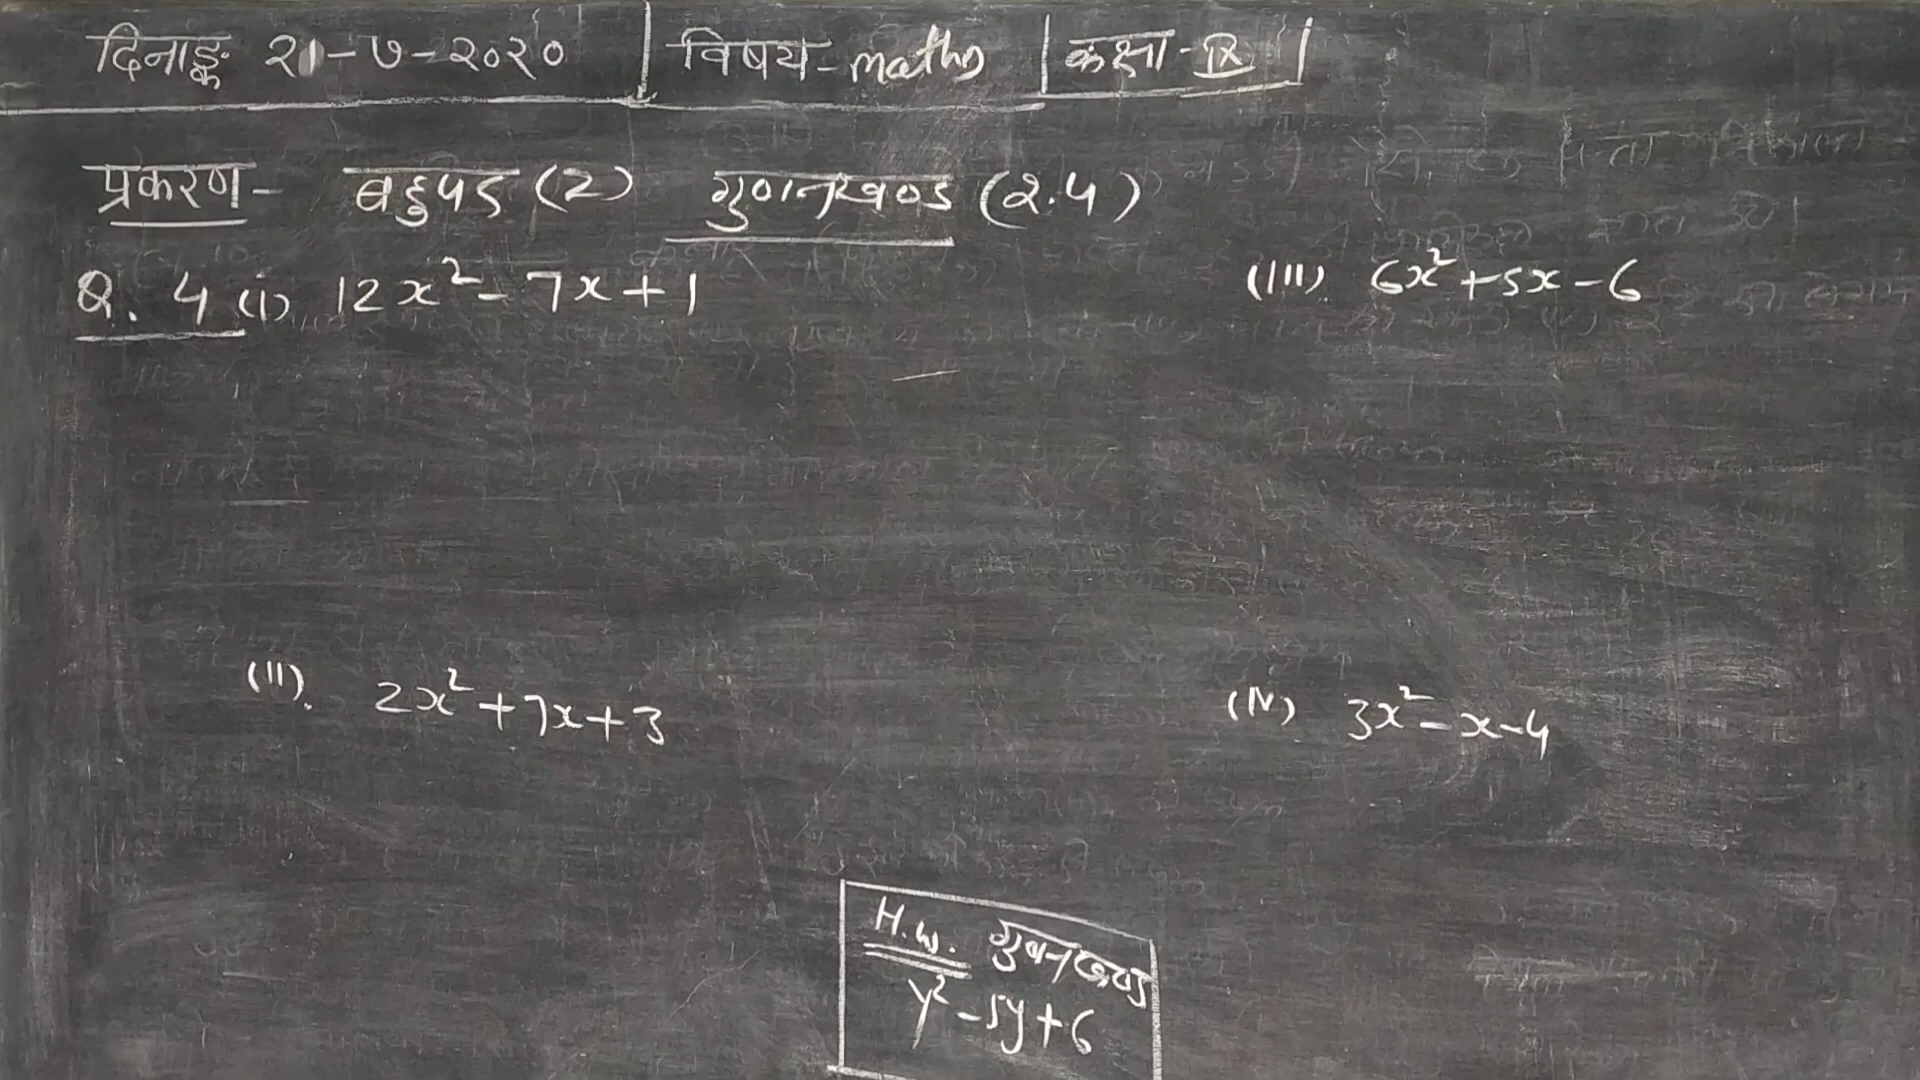 दिनाङ्क २१-७-२०२० विषय-maths कक्षा-IX
प्रकरण- बहुपद (2) गुणनखण्ड (२.4)
Q. 4 (i) 12x²-7x+1
(II). 2x²+7x+3
(III) 6x²+5x-6
(IV) 3x²-x-4
H.W. गुणनखण्ड
y²-5y+6